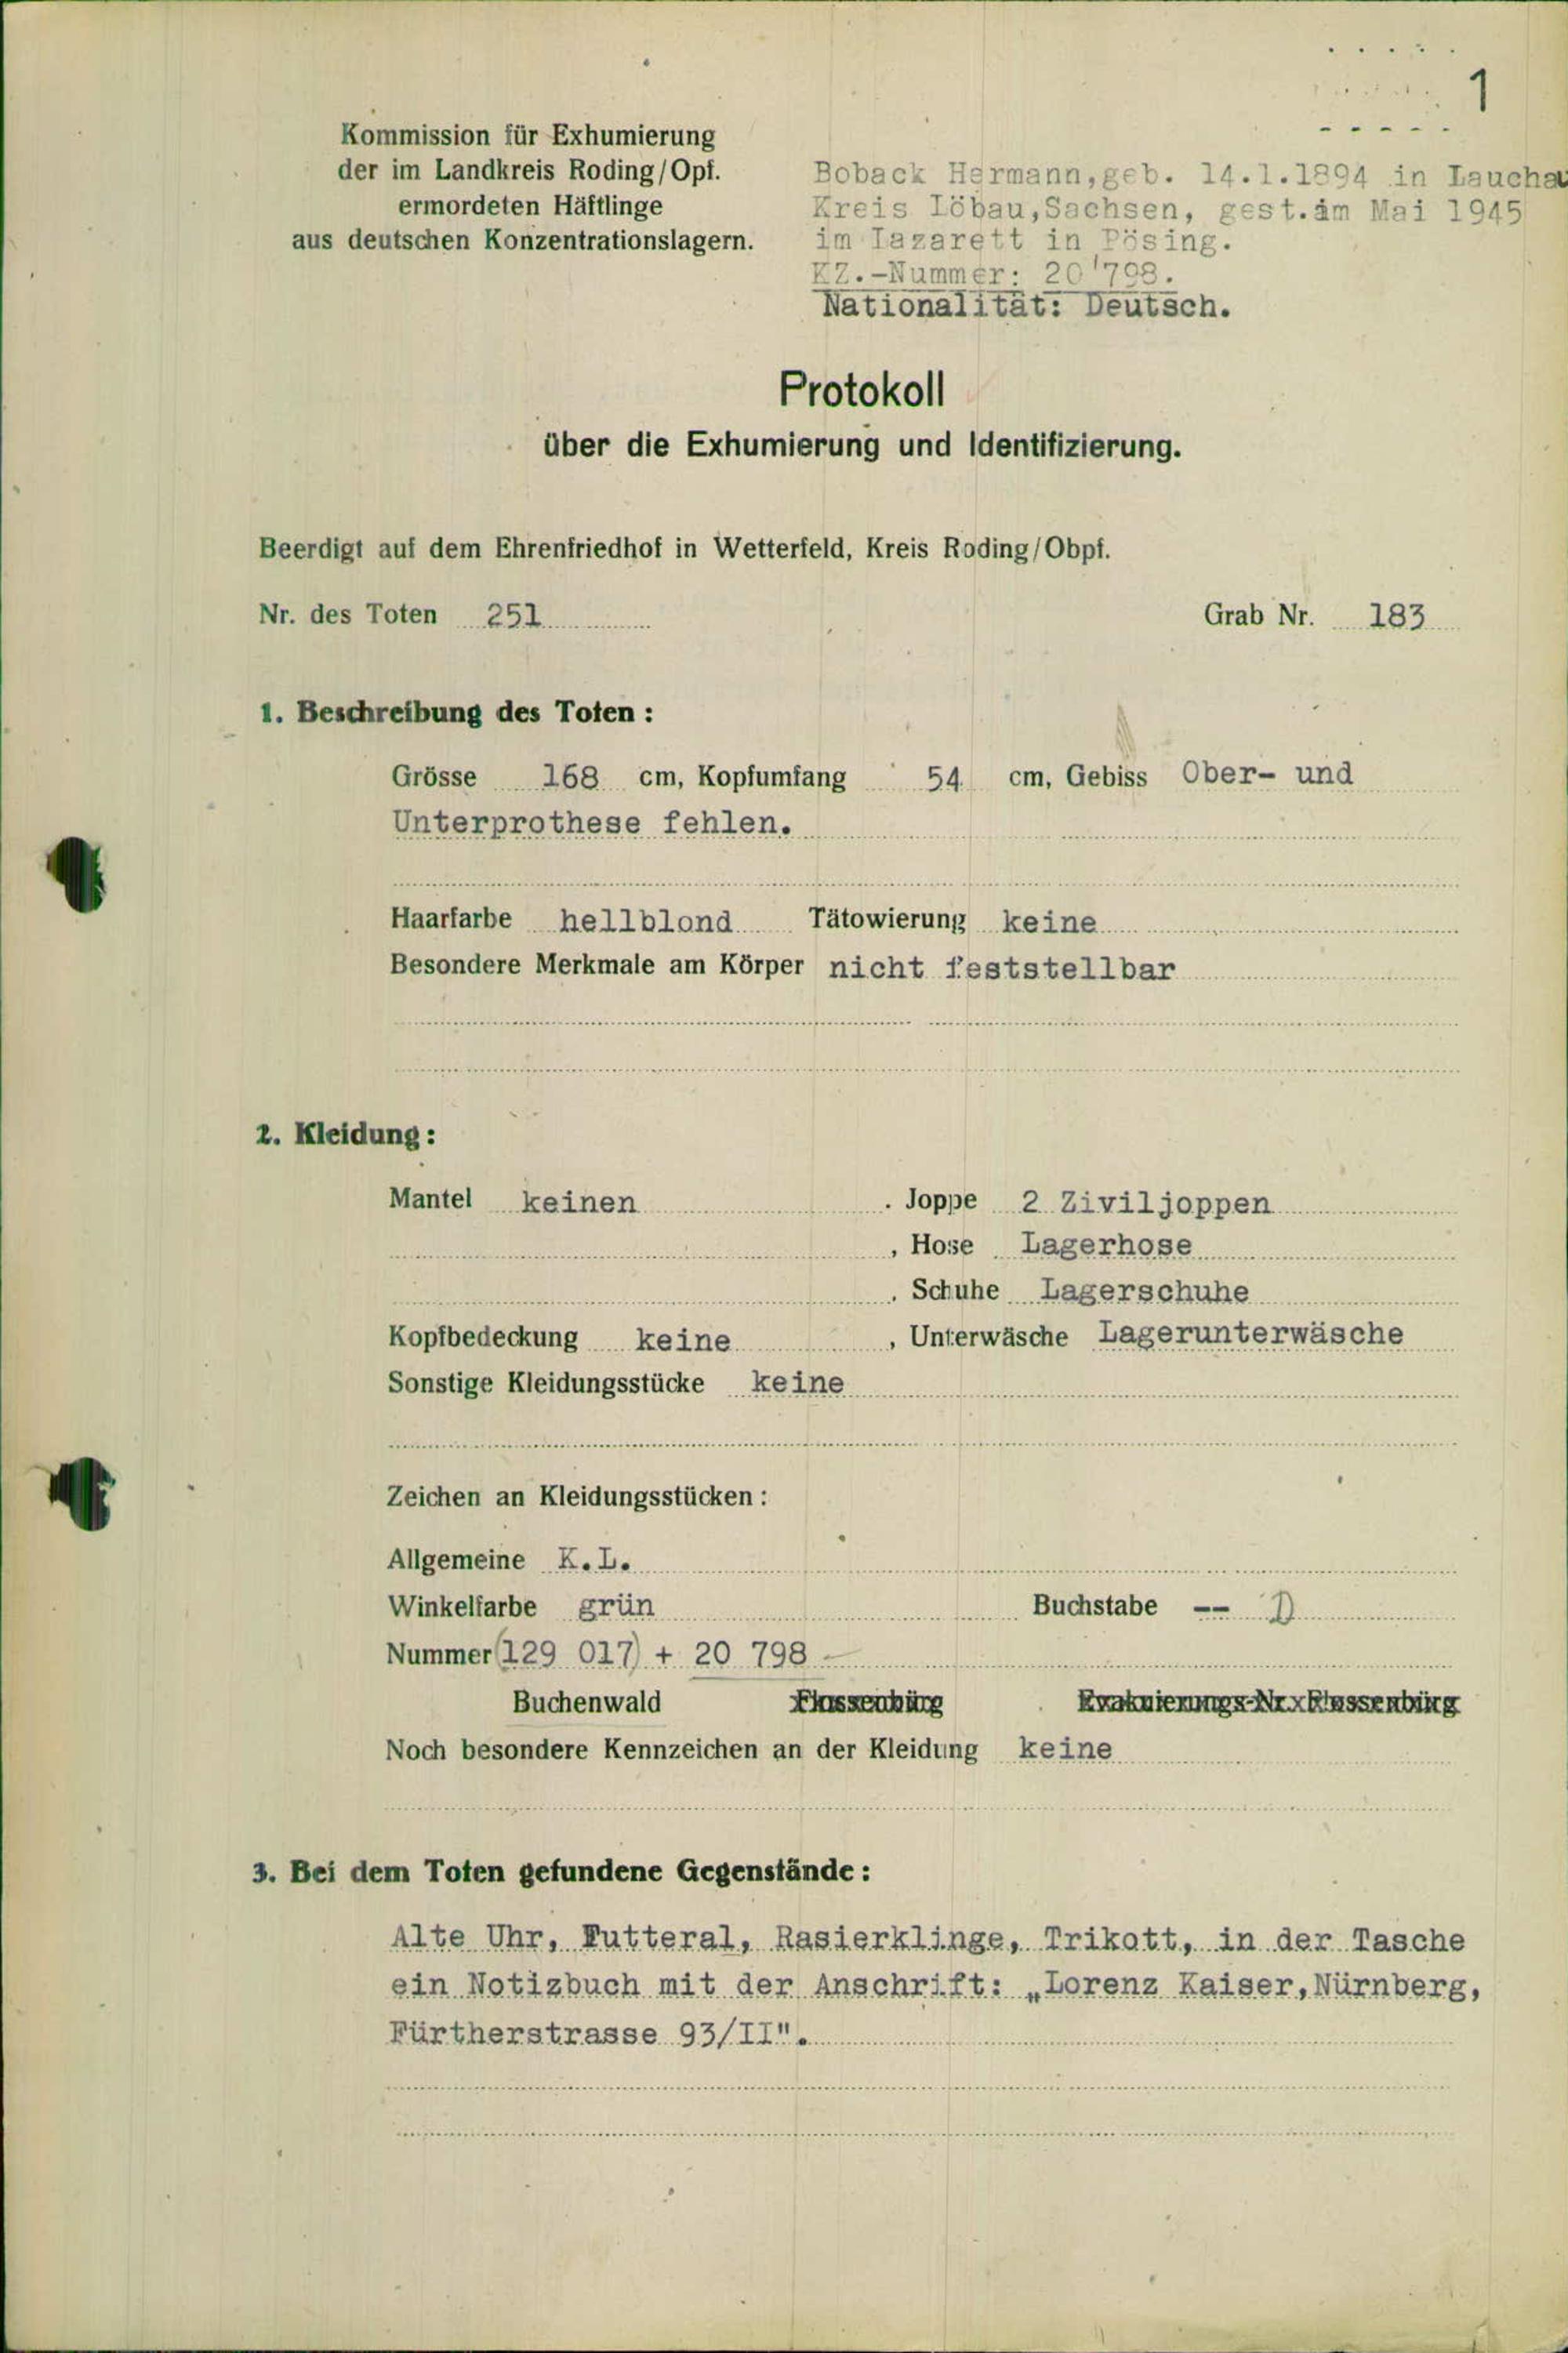 1
Kommission für Exhumierung
der im Landkreis Roding/Opf.
ermordeten Häftlinge
aus deutschen Konzentrationslagern.
Boback Hermann,geb. 14.1.1894 in Lauchau
Kreis Löbau,Sachsen, gest.im Mai 1945
im Lazarett in Pösing.
KZ.-Nummer: 20'798.
Nationalität: Deutsch.
Protokoll
über die Exhumierung und Identifizierung.
Beerdigt auf dem Ehrenfriedhof in Wetterfeld, Kreis Roding/Obpf.
Nr. des Toten 251 Grab Nr. 183
1. Beschreibung des Toten :
Grösse 168 cm, Kopfumfang 54 cm, Gebiss Ober- und
Unterprothese fehlen.
Haarfarbe hellblond Tätowierung keine
Besondere Merkmale am Körper nicht feststellbar
2. Kleidung :
Mantel keinen . Joppe 2 Ziviljoppen
, Hose Lagerhose
, Schuhe Lagerschuhe
Kopfbedeckung keine , Unterwäsche Lagerunterwäsche
Sonstige Kleidungsstücke keine
Zeichen an Kleidungsstücken :
Allgemeine K.L.
Winkelfarbe grün Buchstabe -- D
Nummer (129 017) + 20 798 -
Buchenwald Flossenbürg Evakuierungs-Nr. Flossenbürg
Noch besondere Kennzeichen an der Kleidung keine
3. Bei dem Toten gefundene Gegenstände :
Alte Uhr, Futteral, Rasierklinge, Trikott, in der Tasche
ein Notizbuch mit der Anschrift: „Lorenz Kaiser,Nürnberg,
Fürtherstrasse 93/II".